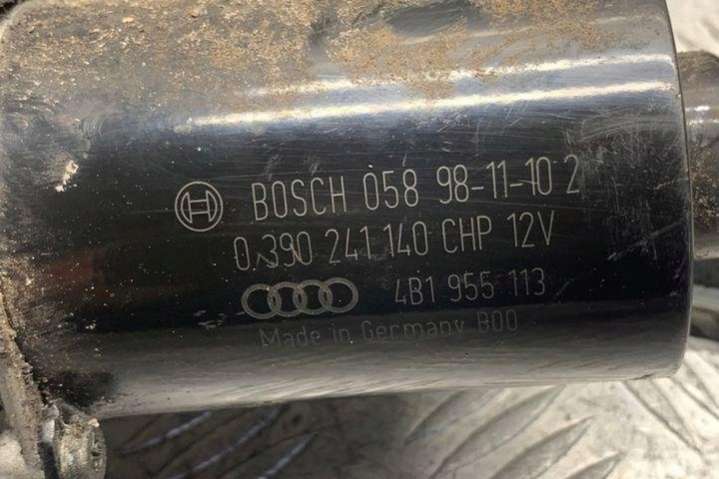 BOSCH 058 98-11-10 2
0 390 241 140 CHP 12V
4B1 955 113
Made in Germany B00